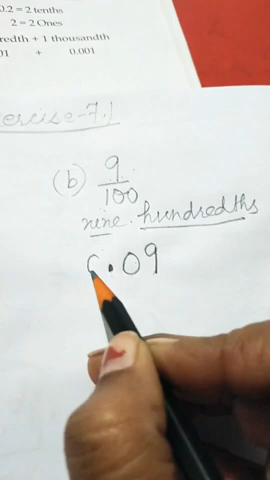 0.2 = 2 tenths
2 = 2 Ones
redth + 1 thousandth
01 + 0.001
ercise-7.1
(b) 9/100
nine hundredths
0.09